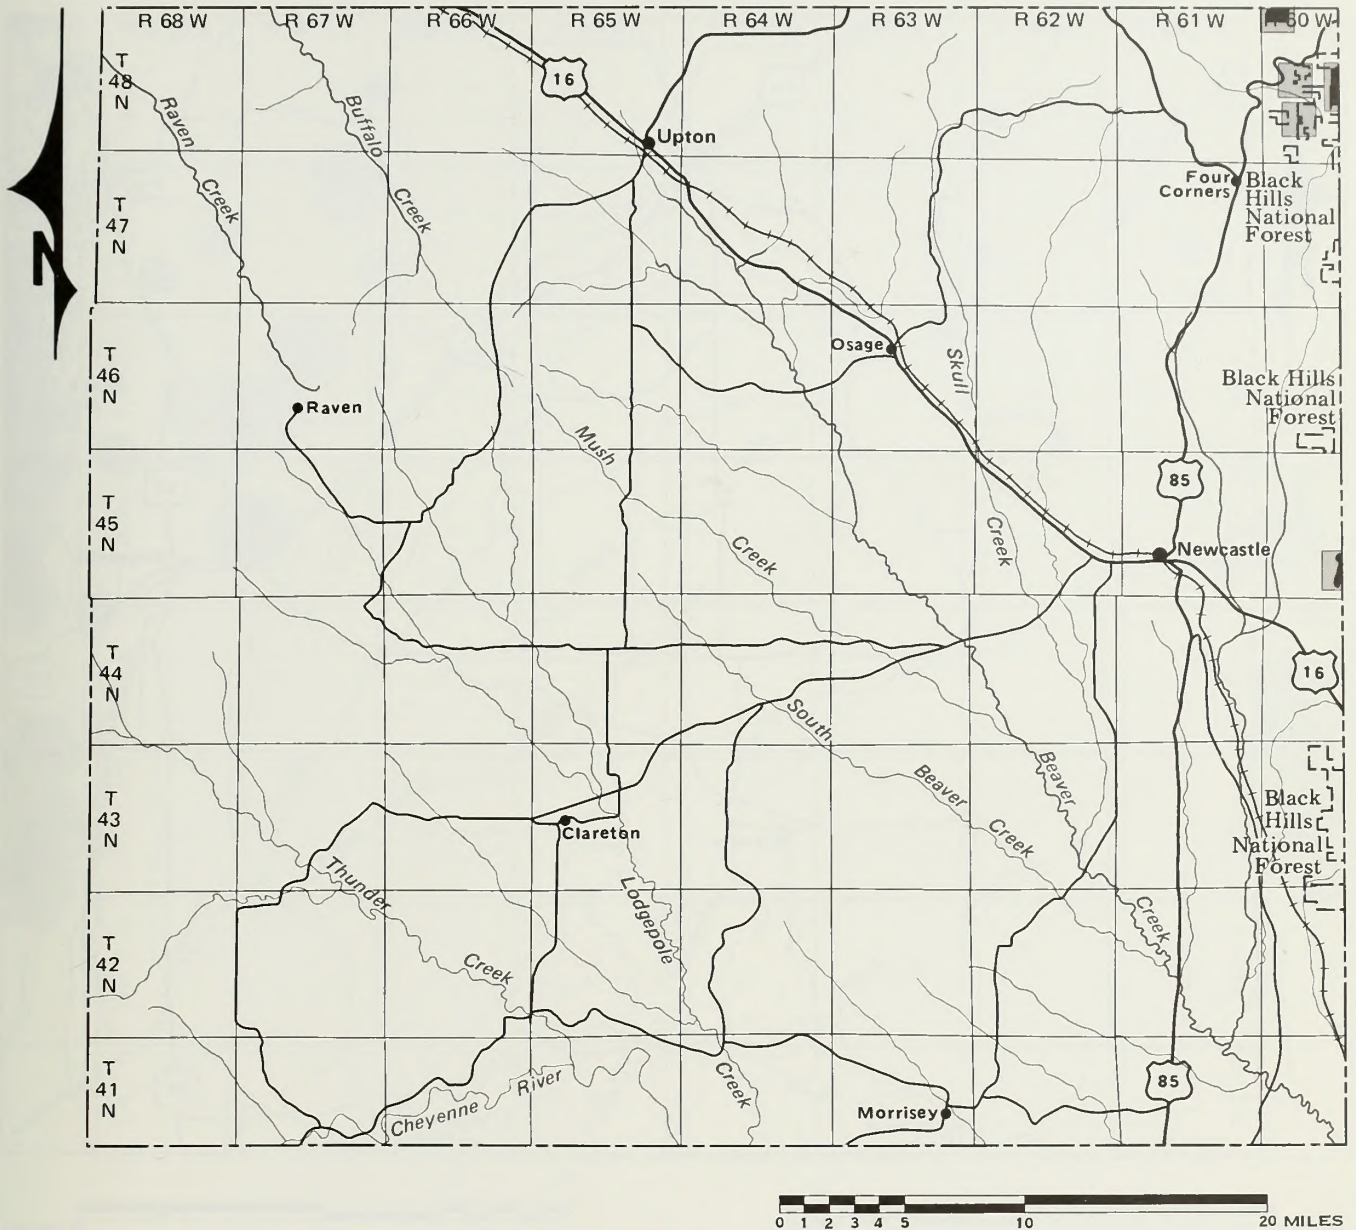 R 68 W R 67 W R 66 W R 65 W R 64 W R 63 W R 62 W R 61 W R 60 W
T
48
N
16
Raven
Creek
Buffalo
Creek
Upton
Four
Corners
Black
Hills
National
Forest
T
47
N
N
Osage
Skull
Creek
T
46
N
Raven
Black Hills
National
Forest
Mush
Creek
85
T
45
N
Newcastle
T
44
N
16
South
Beaver
Creek
Beaver
Creek
T
43
N
Clareton
Black
Hills
National
Forest
Thunder
Creek
Lodgepole
Creek
T
42
N
T
41
N
Cheyenne River
Morrisey
85
0 1 2 3 4 5 10 20 MILES